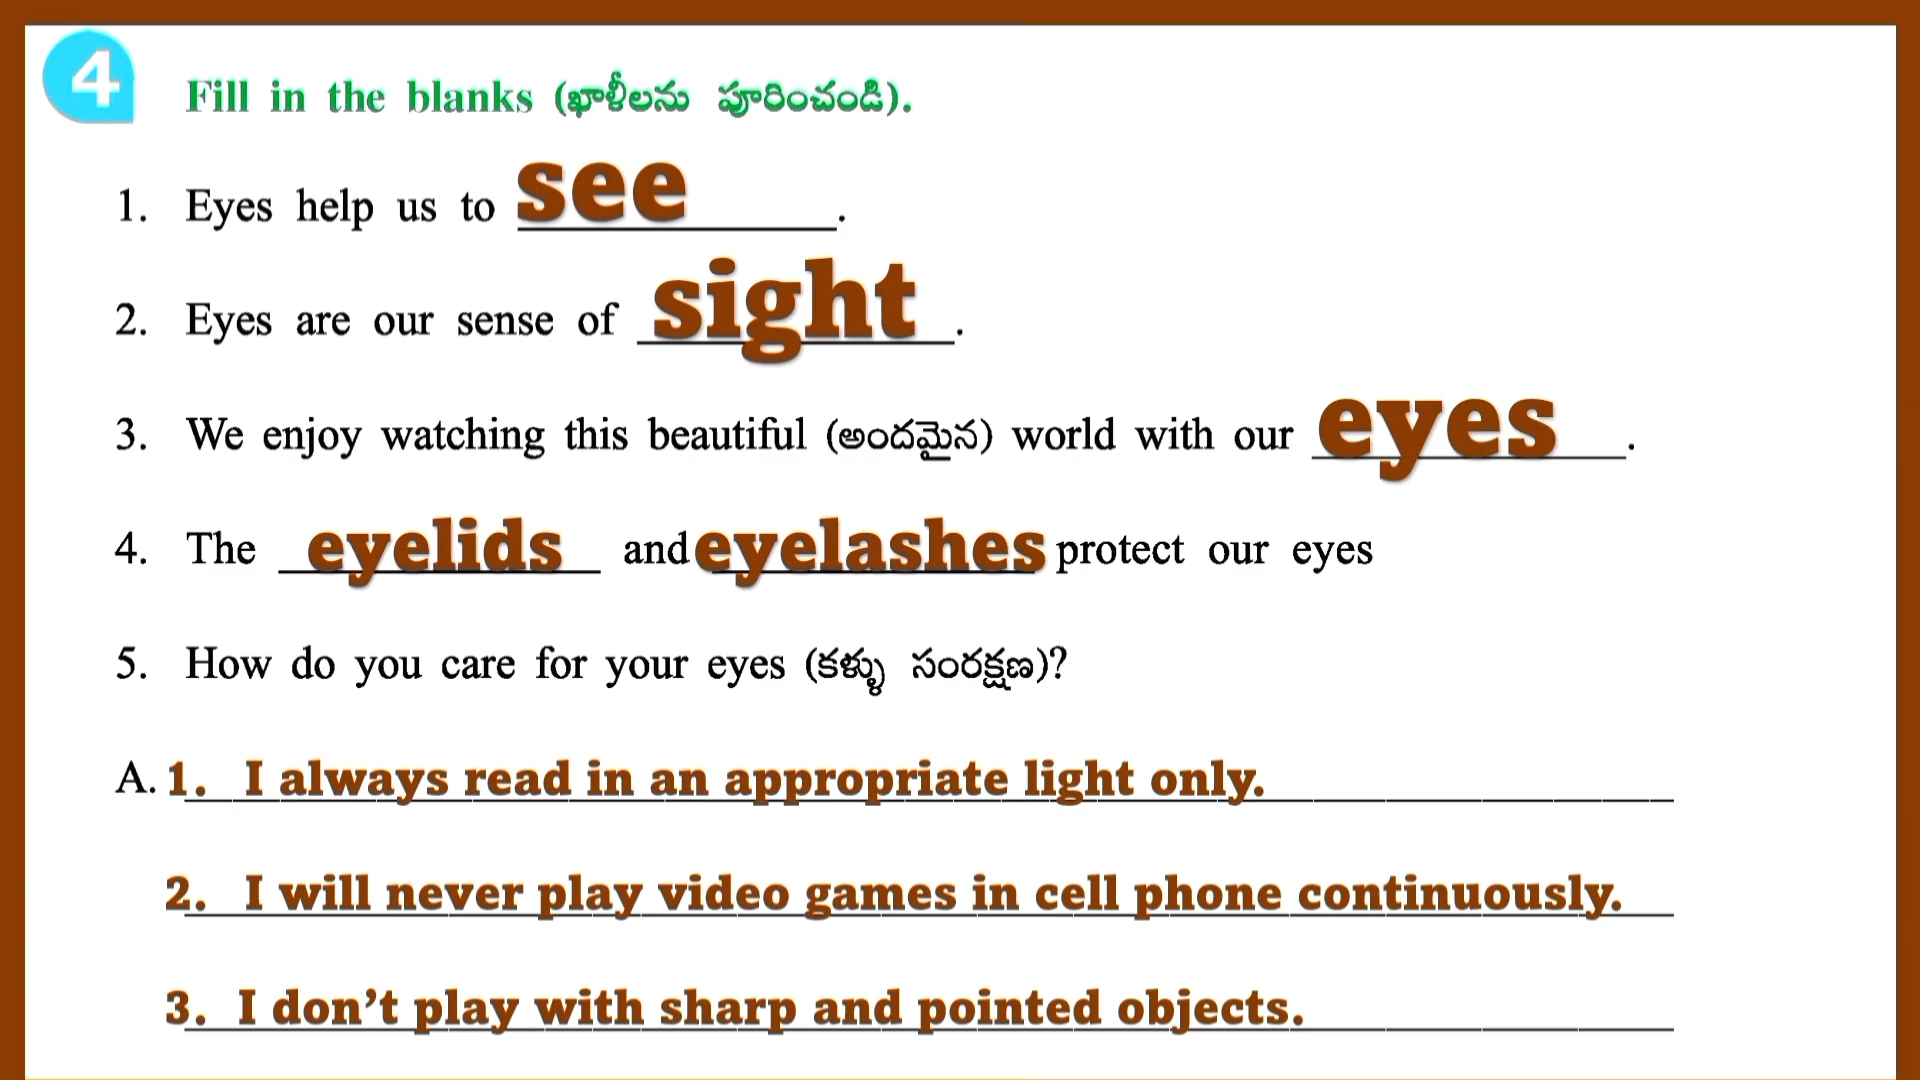 4 Fill in the blanks (ఖాళీలను పూరించండి).
1. Eyes help us to see.
2. Eyes are our sense of sight.
3. We enjoy watching this beautiful (అందమైన) world with our eyes.
4. The eyelids and eyelashes protect our eyes
5. How do you care for your eyes (కళ్ళు సంరక్షణ)?
A. 1. I always read in an appropriate light only.
2. I will never play video games in cell phone continuously.
3. I don’t play with sharp and pointed objects.